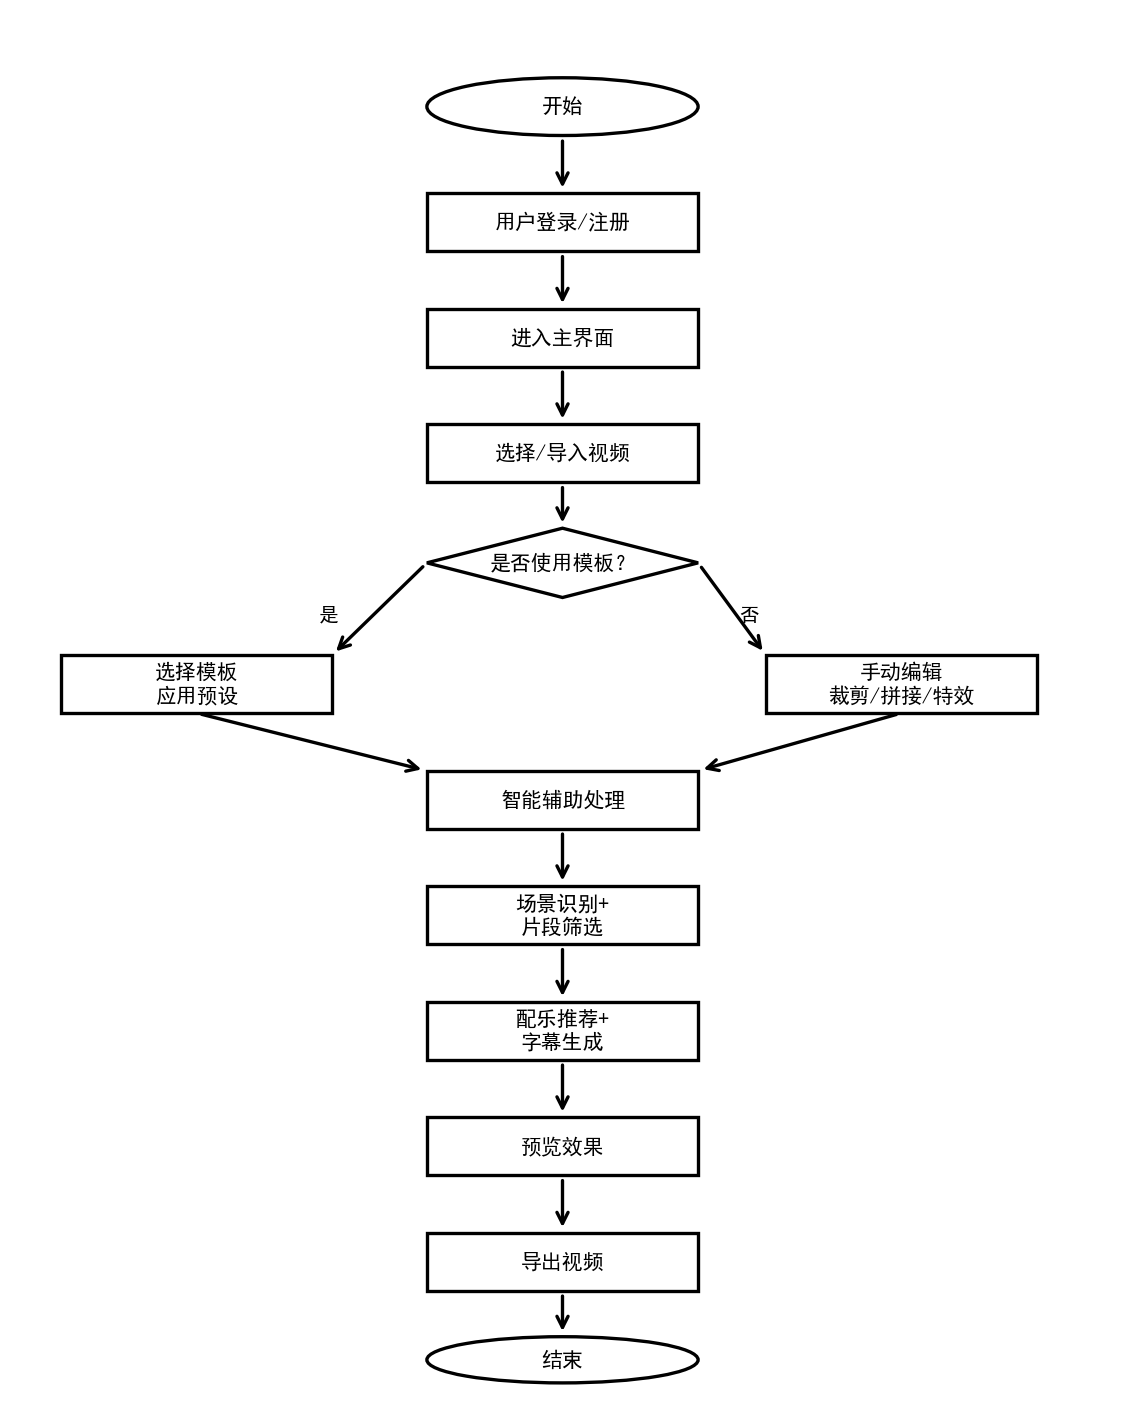 开始
用户登录/注册
进入主界面
选择/导入视频
是否使用模板？
是
否
选择模板
应用预设
手动编辑
裁剪/拼接/特效
智能辅助处理
场景识别+
片段筛选
配乐推荐+
字幕生成
预览效果
导出视频
结束